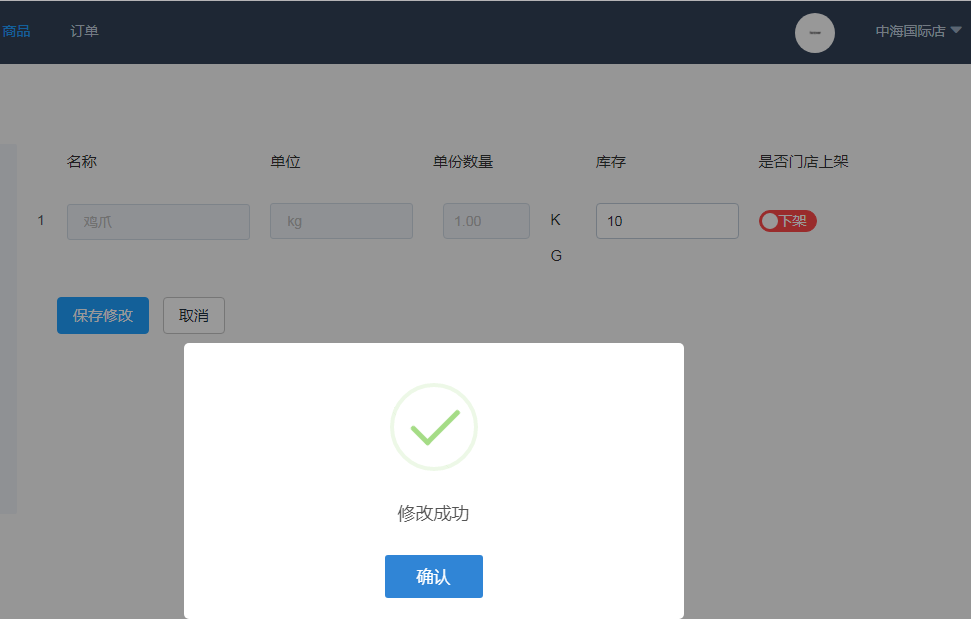 商品 订单 中海国际店
名称 单位 单份数量 库存 是否门店上架
1 鸡爪 kg 1.00 K 10 下架
G
保存修改 取消
修改成功
确认